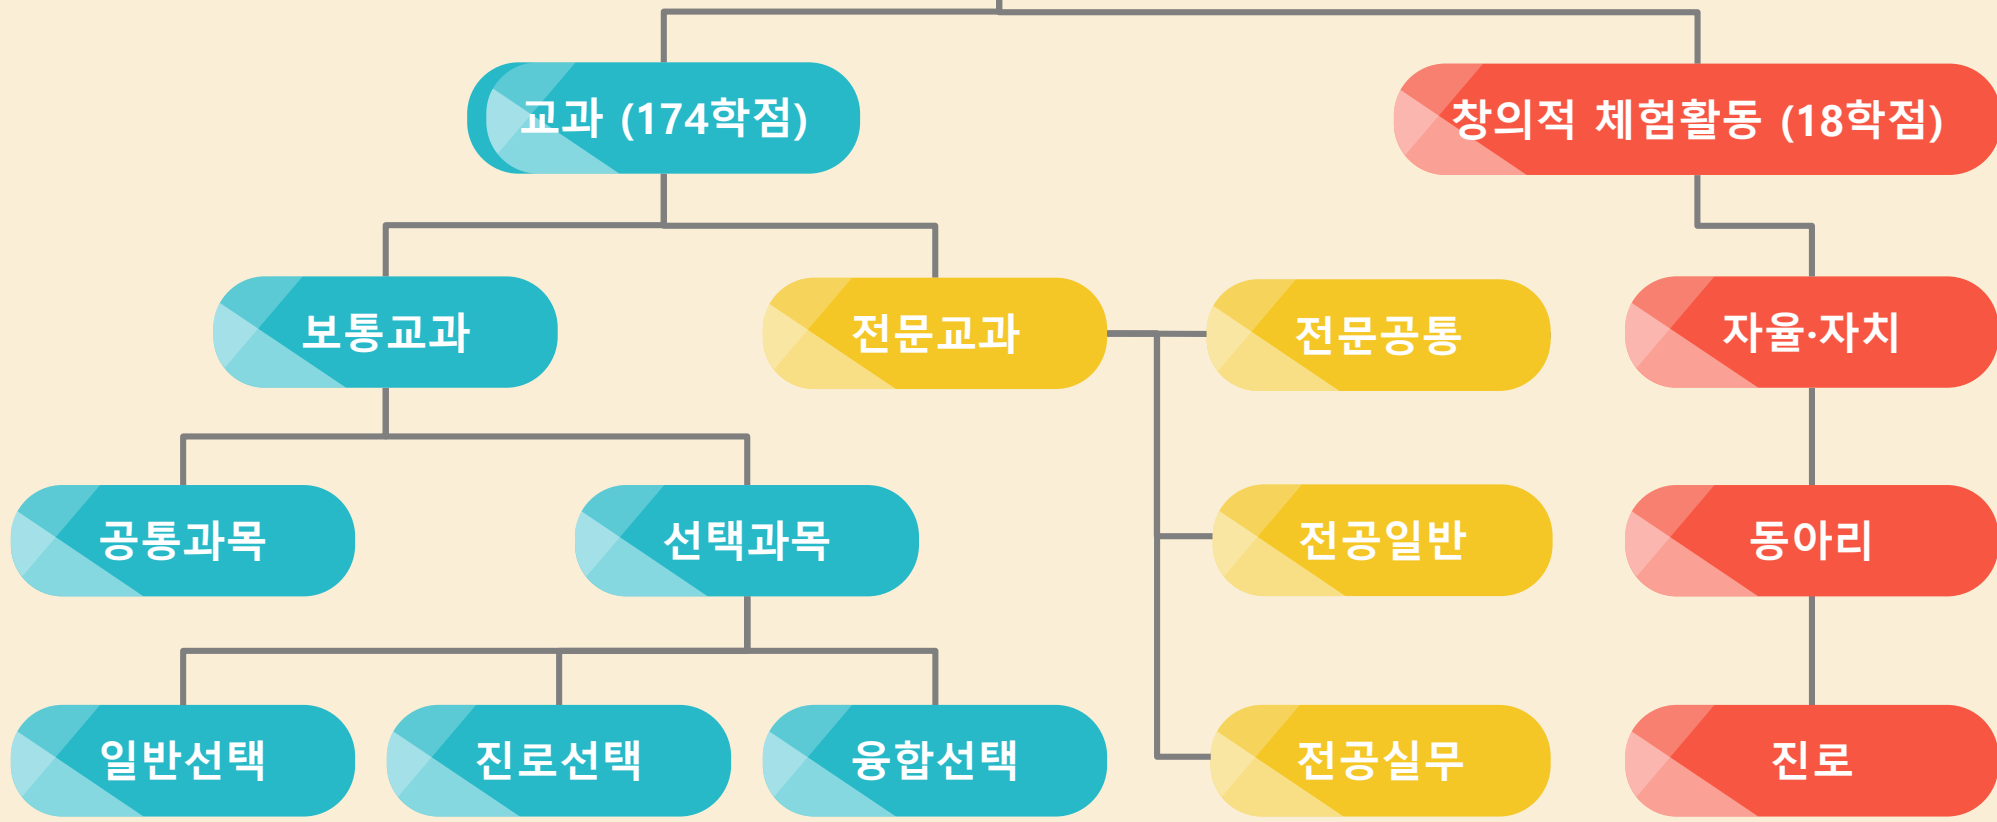 교과 (174학점)
창의적 체험활동 (18학점)
보통교과
전문교과
전문공통
자율·자치
공통과목
선택과목
전공일반
동아리
일반선택
진로선택
융합선택
전공실무
진로